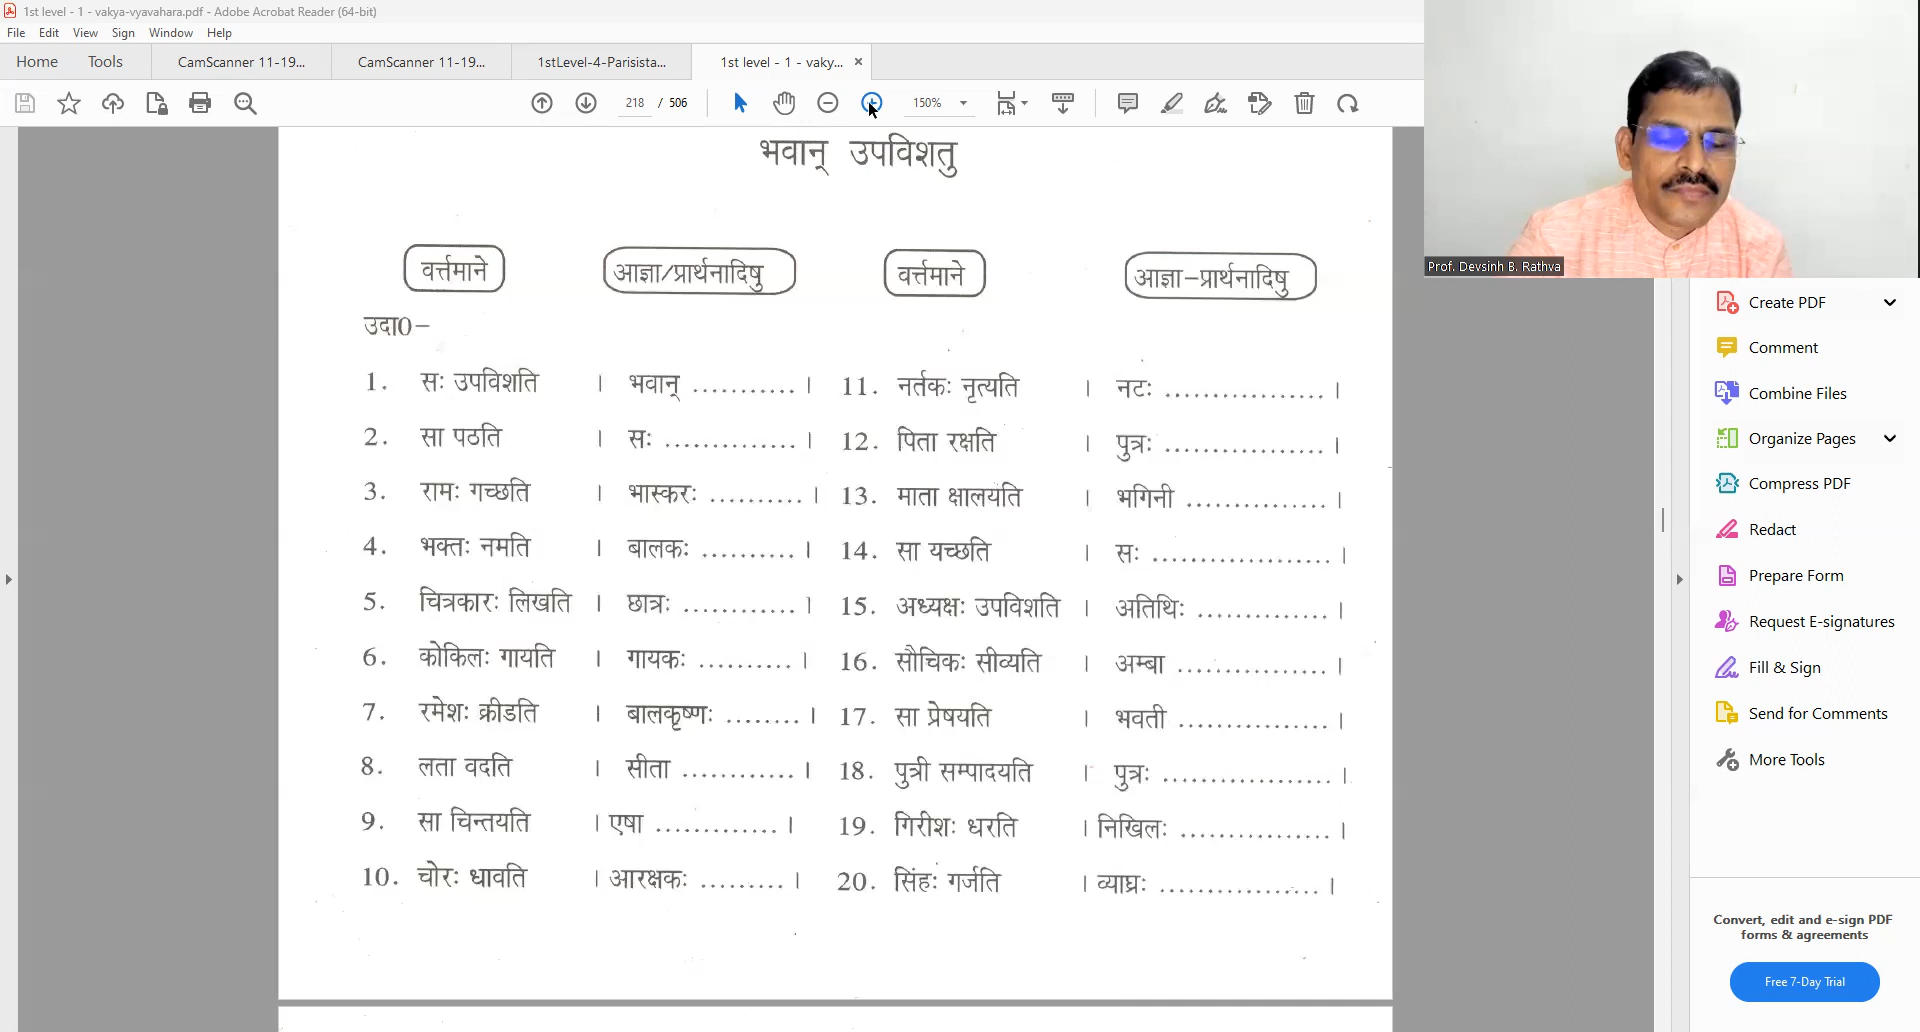 1st level - 1 - vakya-vyavahara.pdf - Adobe Acrobat Reader (64-bit)
File Edit View Sign Window Help
Home Tools CamScanner 11-19... CamScanner 11-19... 1stLevel-4-Parisista... 1st level - 1 - vaky... ×
218 / 506 150%
भवान् उपविशतु
वर्त्तमाने आज्ञा/प्रार्थनादिषु वर्त्तमाने आज्ञा-प्रार्थनादिषु
उदा0-
1. सः उपविशति । भवान् ........... । 11. नर्तकः नृत्यति । नटः ................. ।
2. सा पठति । सः .............. । 12. पिता रक्षति । पुत्रः ................. ।
3. रामः गच्छति । भास्करः .......... । 13. माता क्षालयति । भगिनी ............... ।
4. भक्तः नमति । बालकः ........... । 14. सा यच्छति । सः ................... ।
5. चित्रकारः लिखति । छात्रः ............ । 15. अध्यक्षः उपविशति । अतिथिः .............. ।
6. कोकिलः गायति । गायकः .......... । 16. सौचिकः सीव्यति । अम्बा ................ ।
7. रमेशः क्रीडति । बालकृष्णः ........ । 17. सा प्रेषयति । भवती ................ ।
8. लता वदति । सीता ............ । 18. पुत्री सम्पादयति । पुत्रः .................. ।
9. सा चिन्तयति । एषा ............. । 19. गिरीशः धरति । निखिलः ................ ।
10. चोरः धावति । आरक्षकः ......... । 20. सिंहः गर्जति । व्याघ्रः .................. ।
Prof. Devsinh B. Rathva
Create PDF
Comment
Combine Files
Organize Pages
Compress PDF
Redact
Prepare Form
Request E-signatures
Fill & Sign
Send for Comments
More Tools
Convert, edit and e-sign PDF
forms & agreements
Free 7-Day Trial